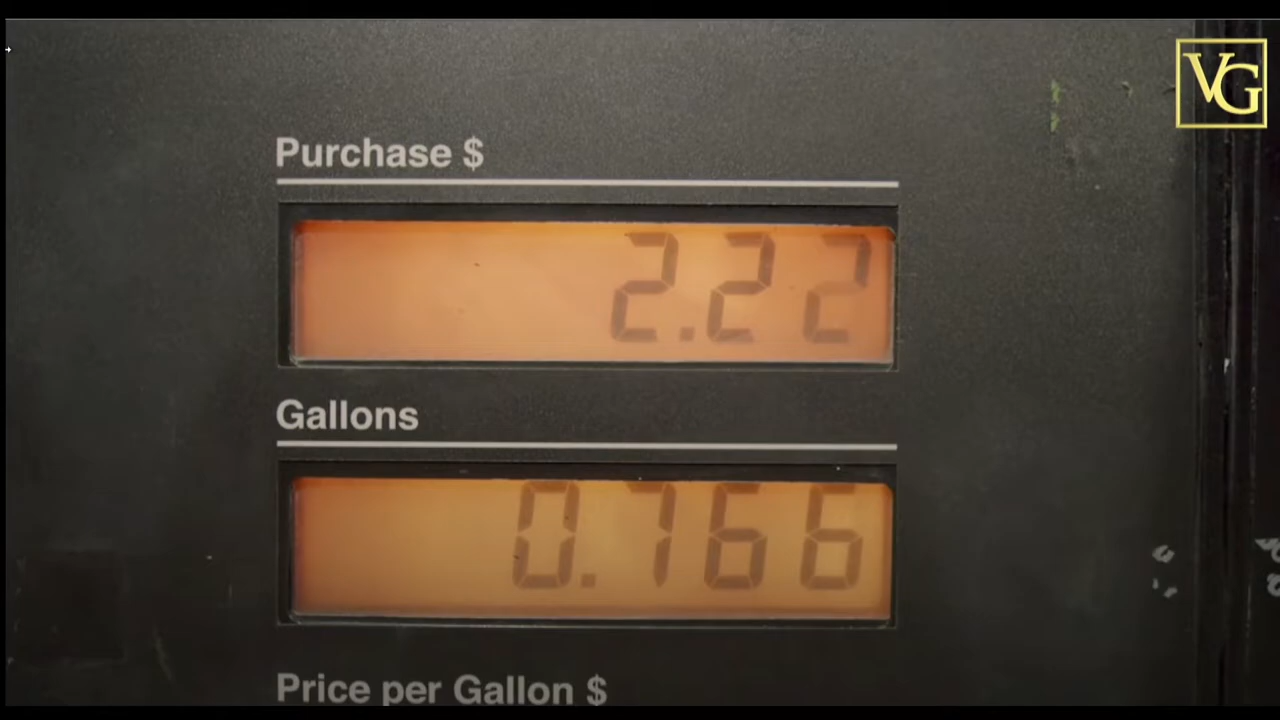 VG
Purchase $
2.22
Gallons
0.766
Price per Gallon $